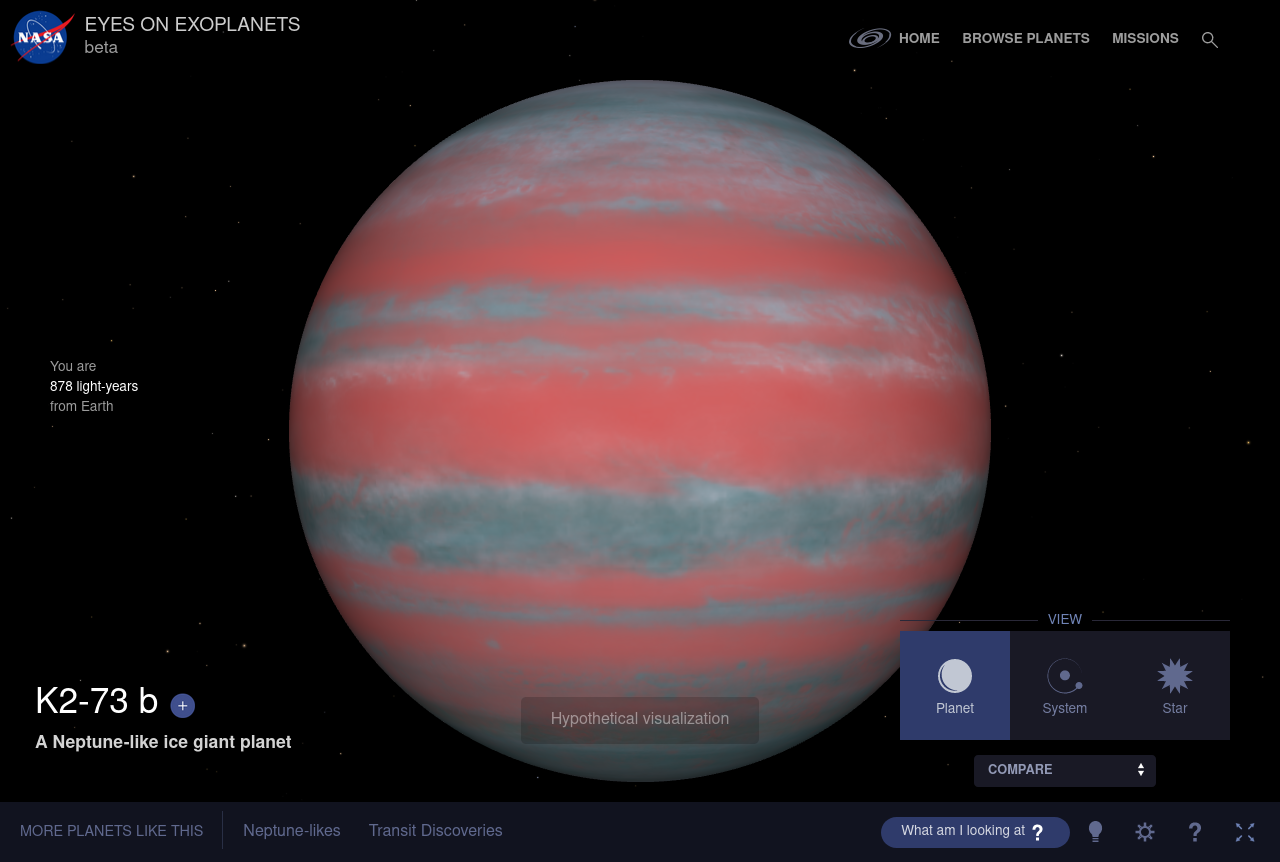 NASA
EYES ON EXOPLANETS
beta
HOME
BROWSE PLANETS
MISSIONS
You are
878 light-years
from Earth
VIEW
Planet
System
Star
K2-73 b +
A Neptune-like ice giant planet
Hypothetical visualization
COMPARE
MORE PLANETS LIKE THIS
Neptune-likes
Transit Discoveries
What am I looking at ?
?